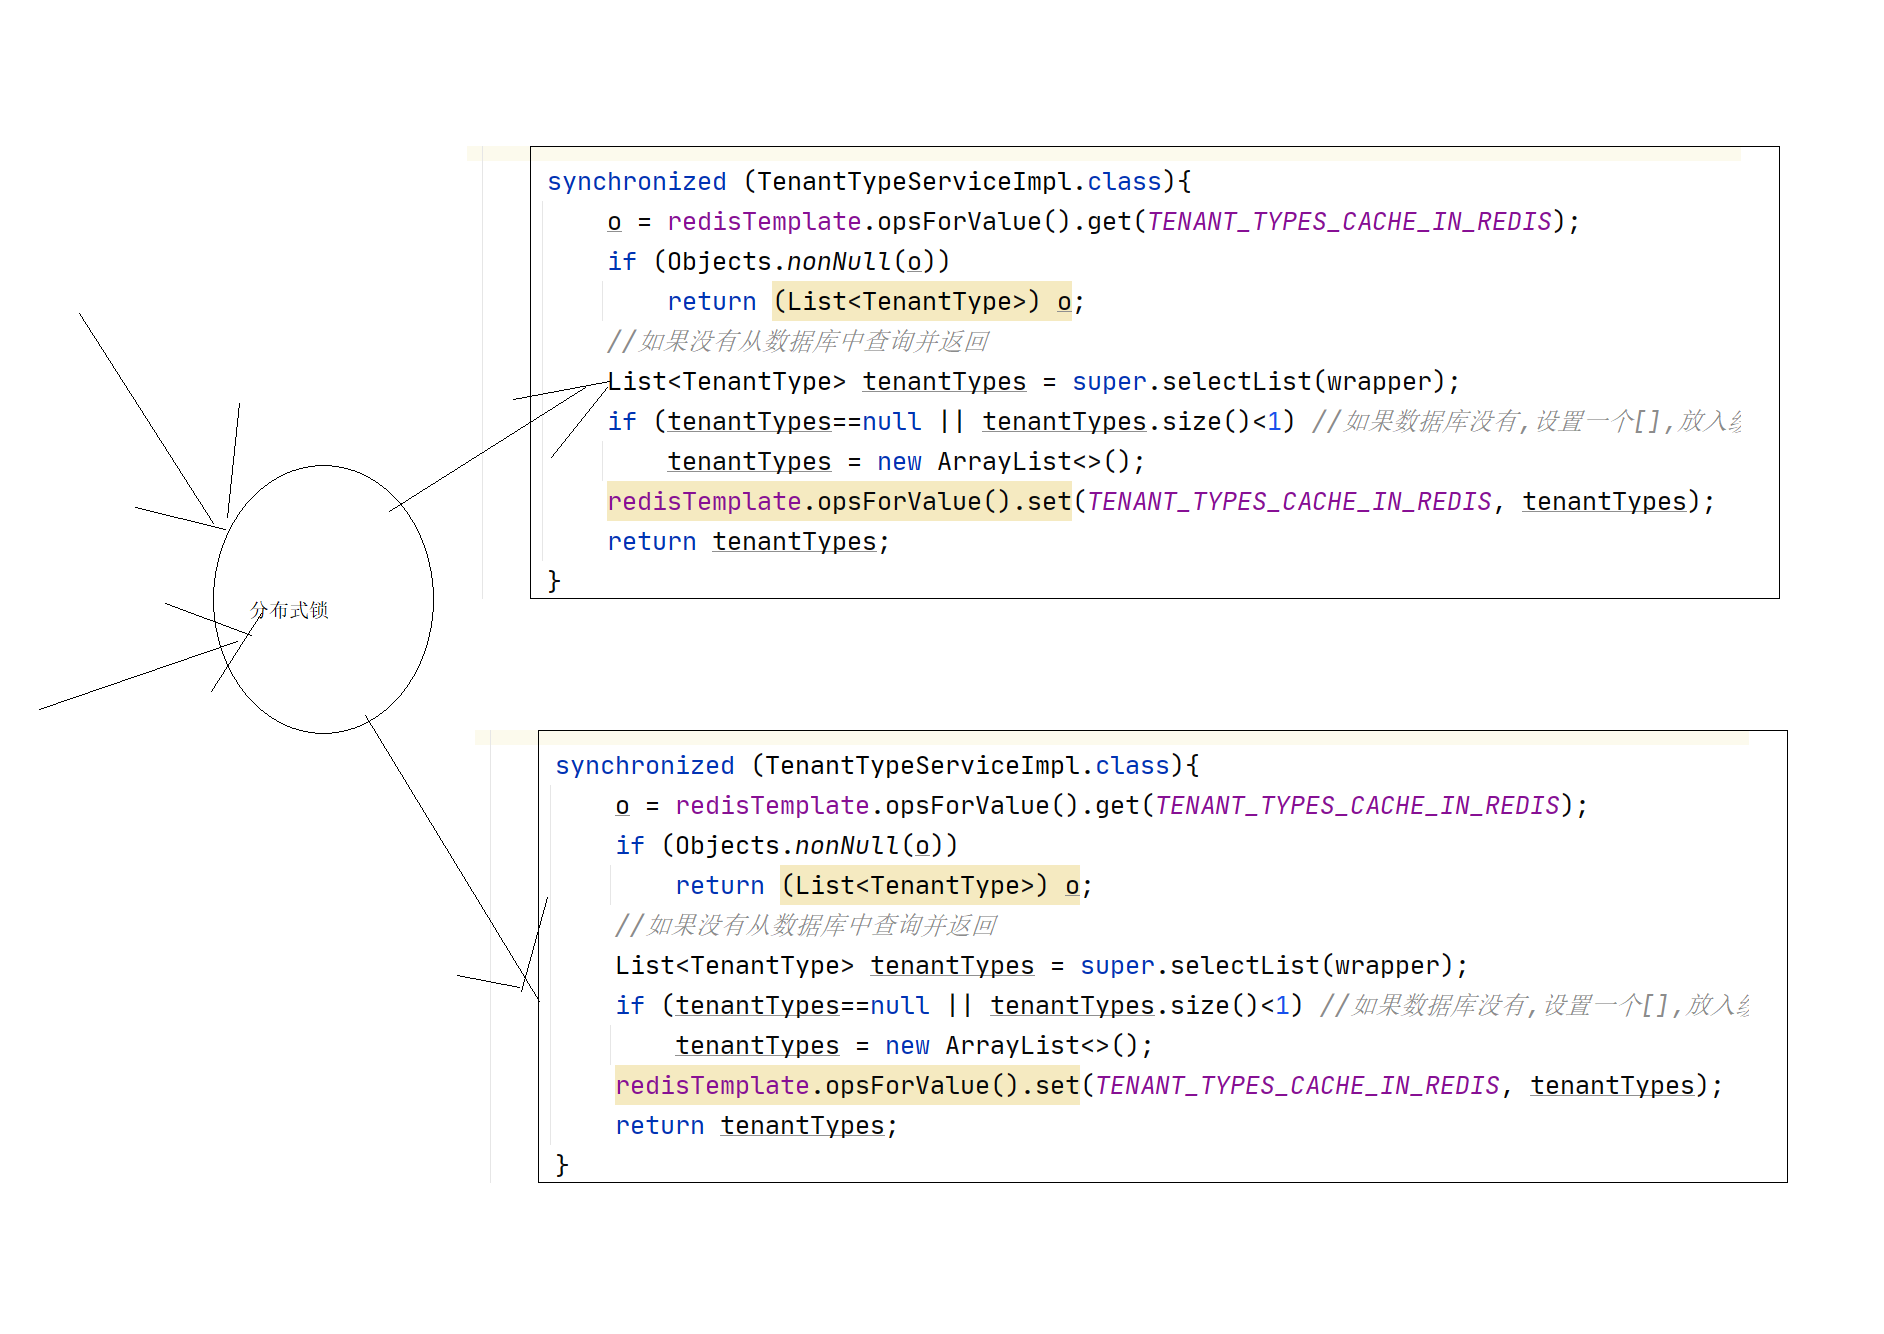 synchronized (TenantTypeServiceImpl.class){
o = redisTemplate.opsForValue().get(TENANT_TYPES_CACHE_IN_REDIS);
if (Objects.nonNull(o))
return (List<TenantType>) o;
//如果没有从数据库中查询并返回
List<TenantType> tenantTypes = super.selectList(wrapper);
if (tenantTypes==null || tenantTypes.size()<1) //如果数据库没有,设置一个[],放入
tenantTypes = new ArrayList<>();
redisTemplate.opsForValue().set(TENANT_TYPES_CACHE_IN_REDIS, tenantTypes);
return tenantTypes;
}
分布式锁
synchronized (TenantTypeServiceImpl.class){
o = redisTemplate.opsForValue().get(TENANT_TYPES_CACHE_IN_REDIS);
if (Objects.nonNull(o))
return (List<TenantType>) o;
//如果没有从数据库中查询并返回
List<TenantType> tenantTypes = super.selectList(wrapper);
if (tenantTypes==null || tenantTypes.size()<1) //如果数据库没有,设置一个[],放入
tenantTypes = new ArrayList<>();
redisTemplate.opsForValue().set(TENANT_TYPES_CACHE_IN_REDIS, tenantTypes);
return tenantTypes;
}